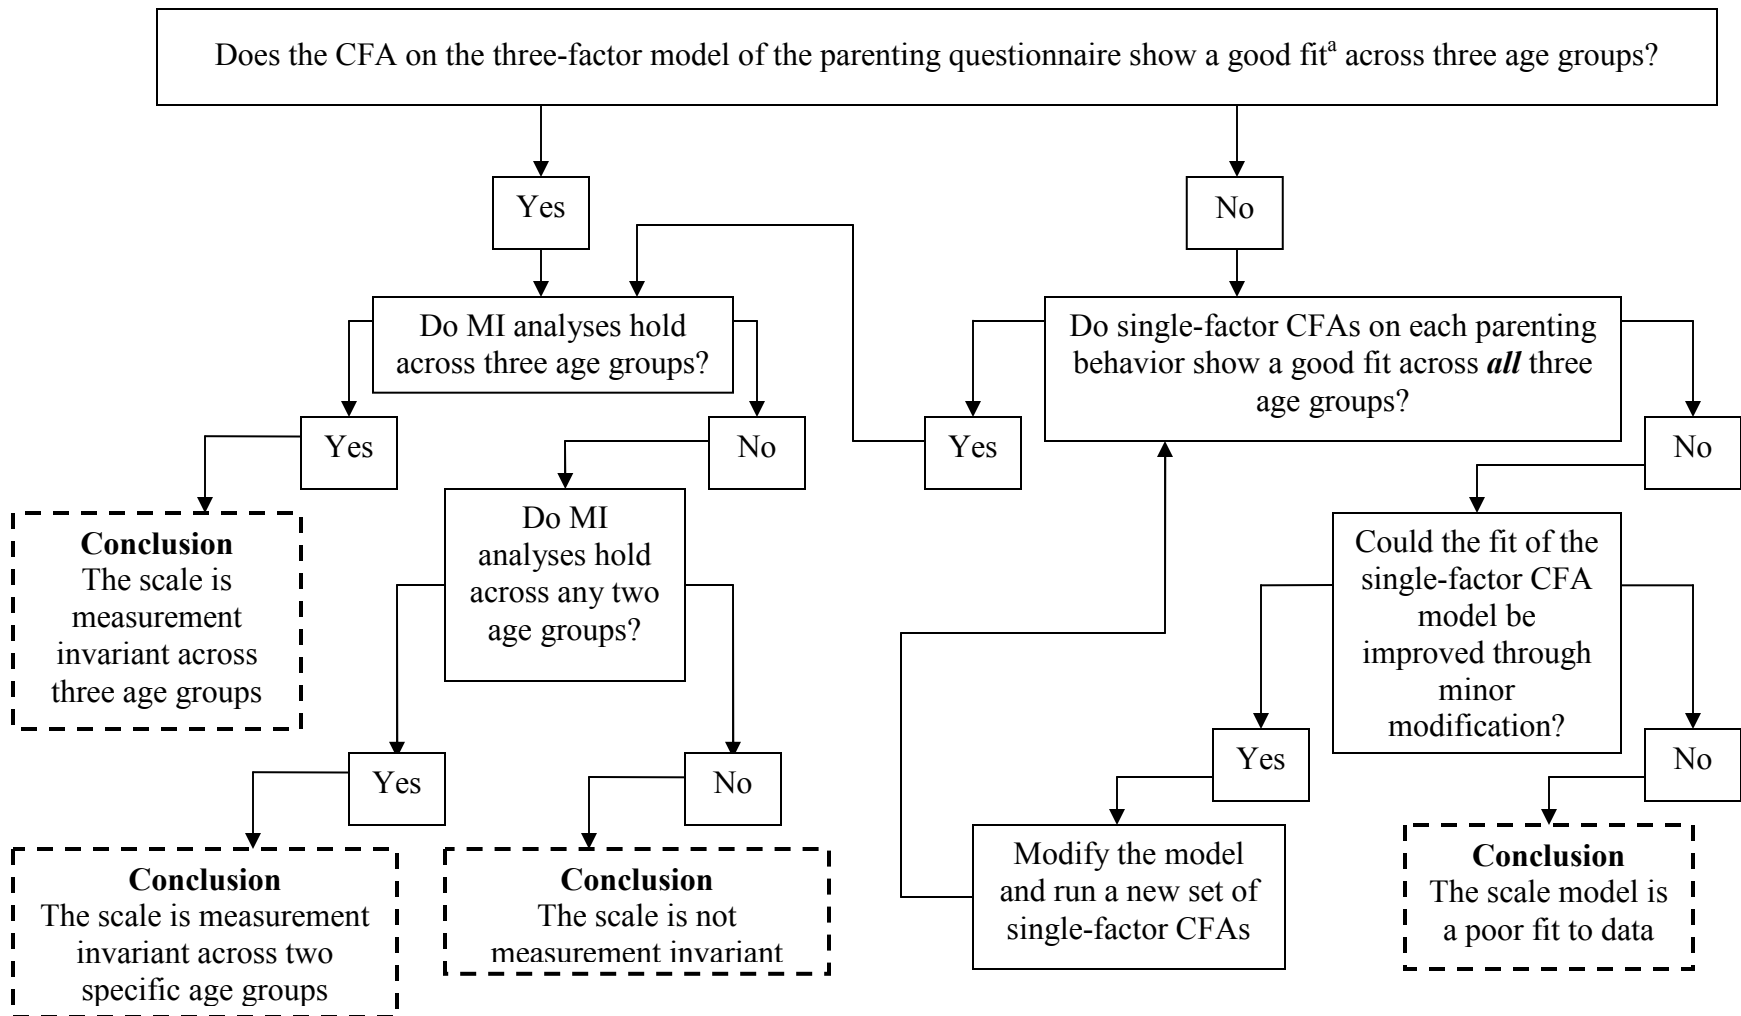 Does the CFA on the three-factor model of the parenting questionnaire show a good fitᵃ across three age groups?
Yes
No
Do MI analyses hold
across three age groups?
Do single-factor CFAs on each parenting
behavior show a good fit across all three
age groups?
Yes
No
Yes
No
Conclusion
The scale is
measurement
invariant across
three age groups
Do MI
analyses hold
across any two
age groups?
Could the fit of the
single-factor CFA
model be
improved through
minor
modification?
Yes
No
Yes
No
Conclusion
The scale is measurement
invariant across two
specific age groups
Conclusion
The scale is not
measurement invariant
Modify the model
and run a new set of
single-factor CFAs
Conclusion
The scale model is
a poor fit to data